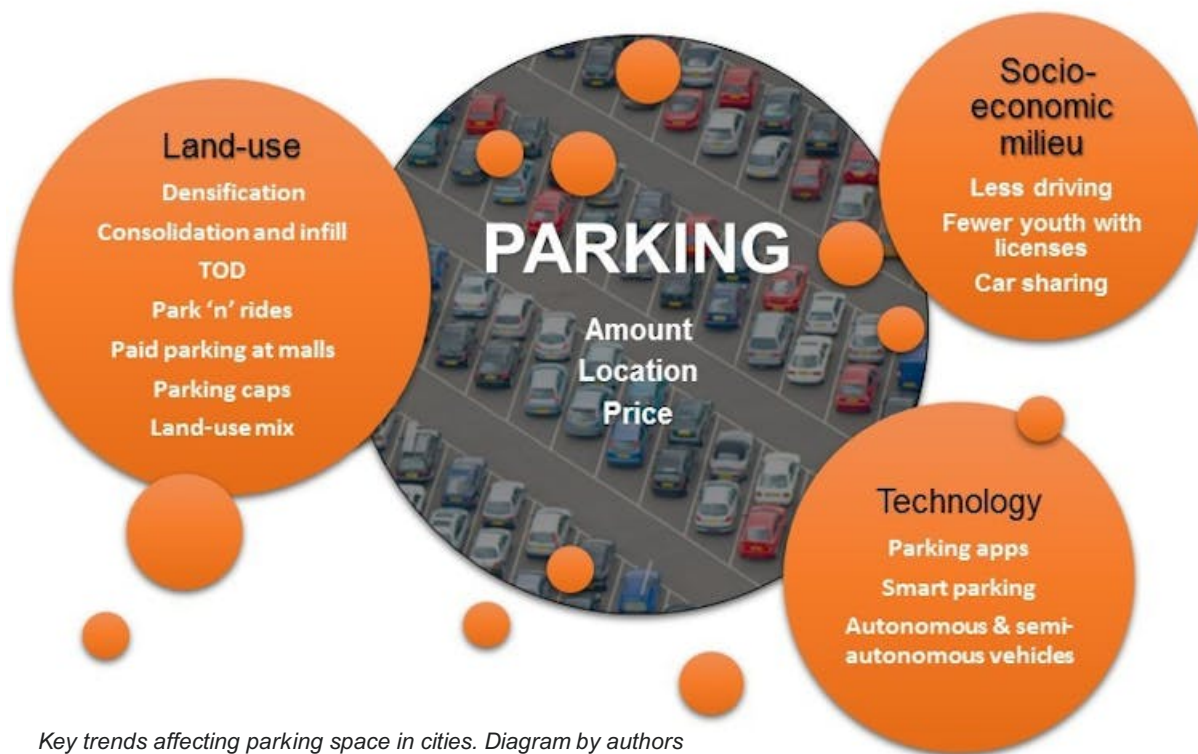 Land-use
Densification
Consolidation and infill
TOD
Park ‘n’ rides
Paid parking at malls
Parking caps
Land-use mix
PARKING
Amount
Location
Price
Socio-
economic
milieu
Less driving
Fewer youth with
licenses
Car sharing
Technology
Parking apps
Smart parking
Autonomous & semi-
autonomous vehicles
Key trends affecting parking space in cities. Diagram by authors